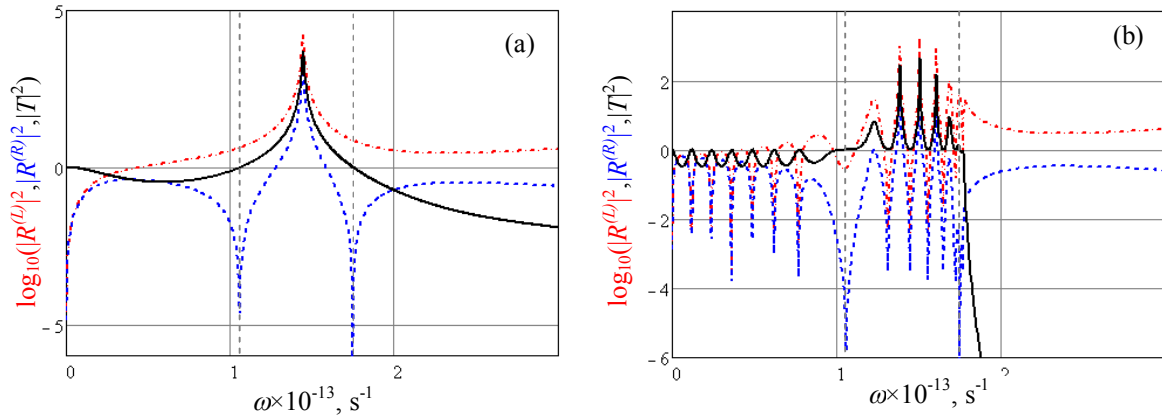 (a)
log₁₀(|R⁽ᴸ⁾|²,|R⁽ᴿ⁾|²,|T|²)
5
0
- 5
0
1
2
ω×10⁻¹³, s⁻¹
(b)
log₁₀(|R⁽ᴸ⁾|²,|R⁽ᴿ⁾|²,|T|²)
2
0
- 2
- 4
- 6
0
1
ω×10⁻¹³, s⁻¹